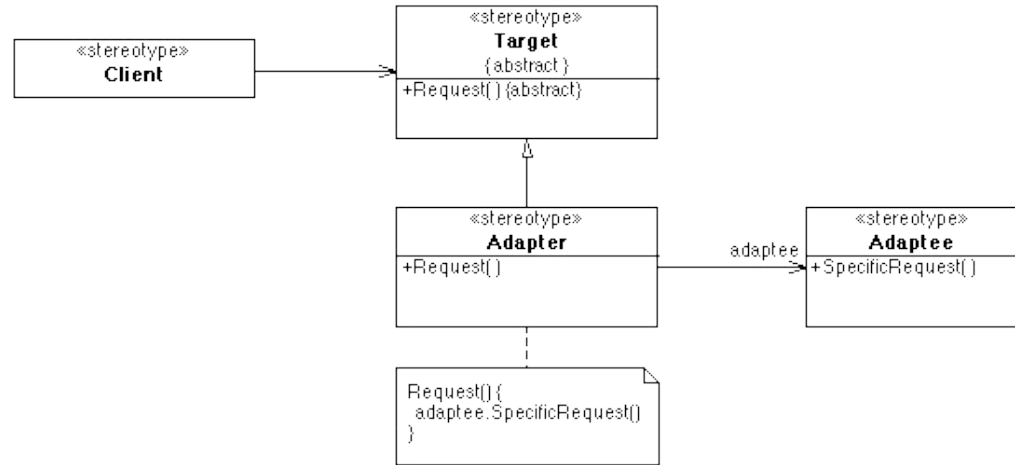 «stereotype»
Client
«stereotype»
Target
{abstract}
+Request() {abstract}
«stereotype»
Adapter
+Request()
adaptee
«stereotype»
Adaptee
+SpecificRequest()
Request() {
adaptee.SpecificRequest()
}